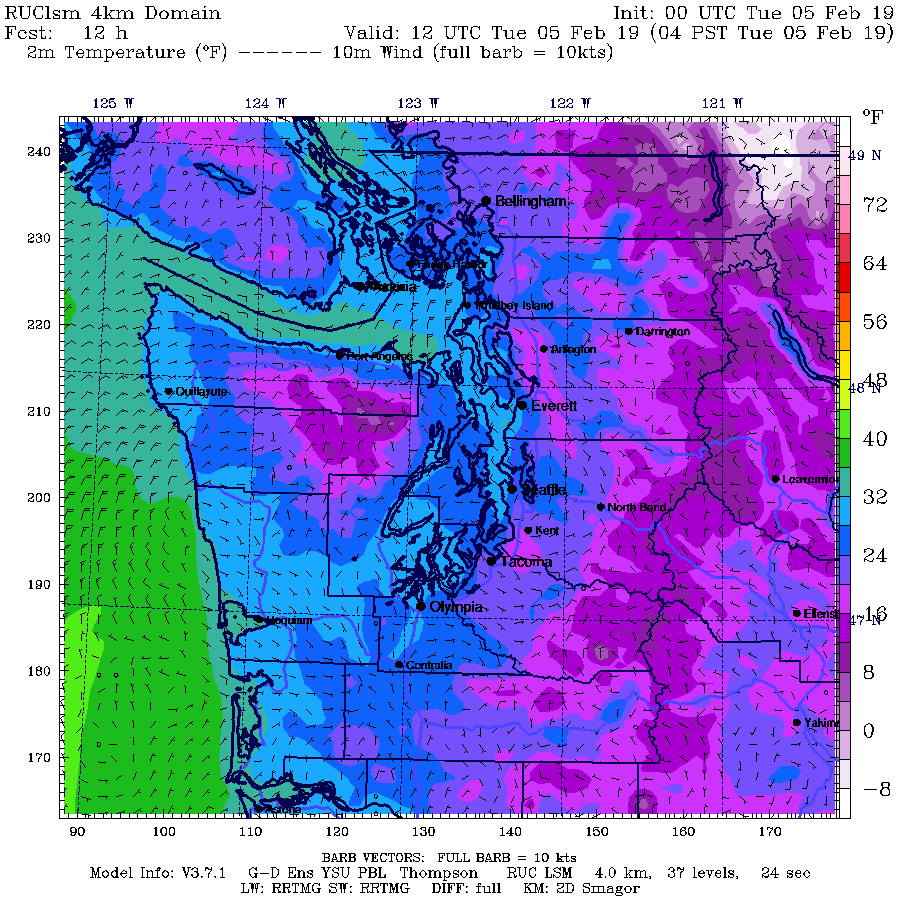 RUClsm 4km Domain Init: 00 UTC Tue 05 Feb 19
Fcst: 12 h Valid: 12 UTC Tue 05 Feb 19 (04 PST Tue 05 Feb 19)
2m Temperature (°F) ------- 10m Wind (full barb = 10kts)
125 W 124 W 123 W 122 W 121 W
°F
240 49 N
Bellingham
72
230
64
Victoria
Whidbey Island
220 Darrington 56
Arlington
Port Angeles
48
48 N
Quillayute
210 Everett
40
Leavenwor
200 Seattle 32
North Bend
Kent
24
Tacoma
190
Olympia
Ellens 16
47 N
Hoquiam
180 Centralia 8
Yakima
0
170
-8
Astoria
90 100 110 120 130 140 150 160 170
BARB VECTORS: FULL BARB = 10 kts
Model Info: V3.7.1 G-D Ens YSU PBL Thompson RUC LSM 4.0 km, 37 levels, 24 sec
LW: RRTMG SW: RRTMG DIFF: full KM: 2D Smagor